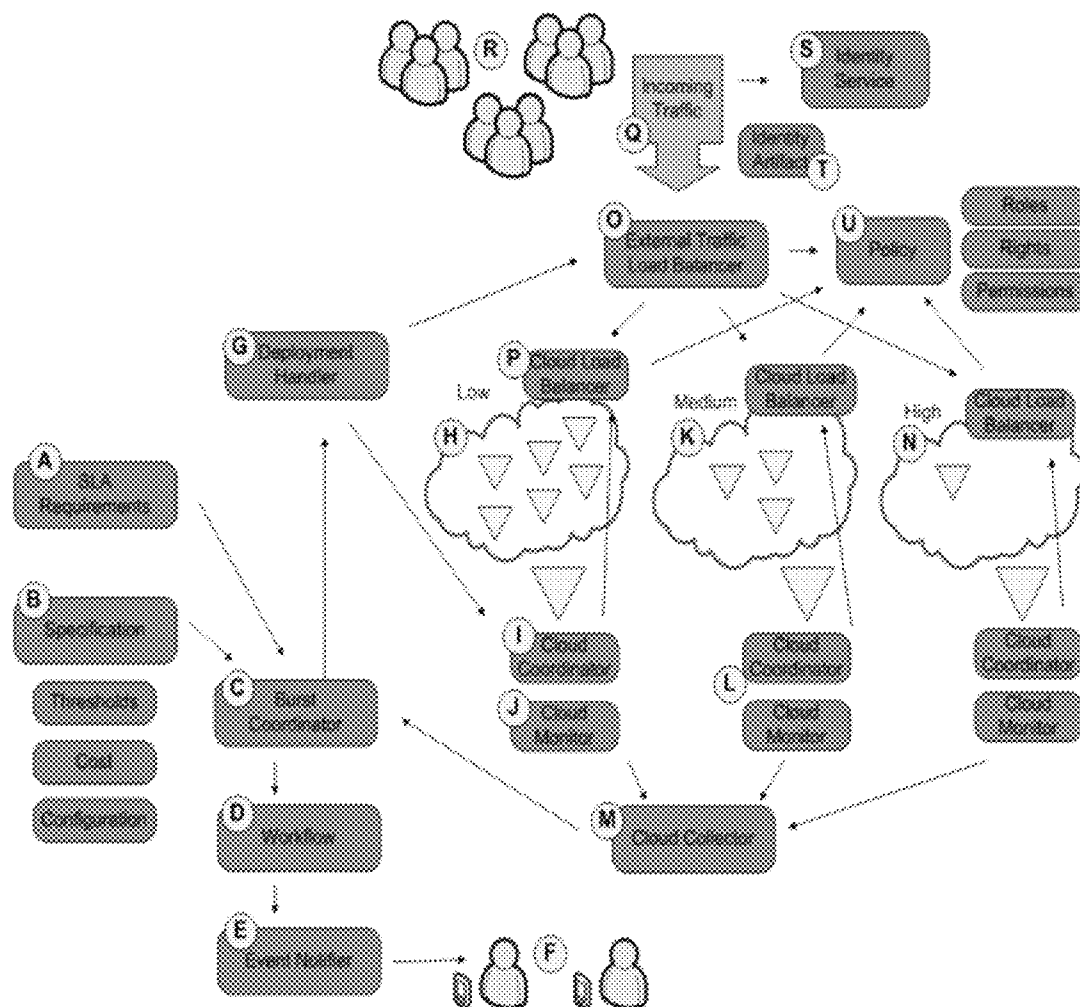 R
S
Identity
Service
Incoming
Traffic
Q
Identity
Artifact
T
O
External Traffic
Load Balancer
U
Policy
Roles
Rights
Permissions
G
Deployment
Handler
P
Cloud Load
Balancer
Low
Cloud Load
Balancer
Medium
Cloud Load
Balancer
High
H
K
N
A
SLA
Requirements
B
Specification
Thresholds
Cost
Configuration
C
Burst
Coordinator
I
Cloud
Coordinator
J
Cloud
Monitor
Cloud
Coordinator
L
Cloud
Monitor
Cloud
Coordinator
Cloud
Monitor
D
Workflow
M
Cloud Collector
E
Event Notifier
F